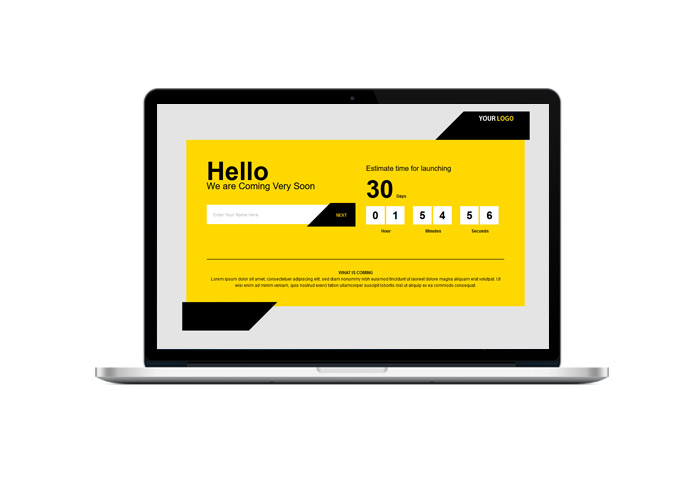 YOUR LOGO
Hello
We are Coming Very Soon
Enter Your Name Here
NEXT
Estimate time for launching
30 Days
0 1 5 4 5 6
Hour Minutes Seconds
WHAT IS COMING
Lorem ipsum dolor sit amet, consectetuer adipiscing elit, sed diam nonummy nibh euismod tincidunt ut laoreet dolore magna aliquam erat volutpat. Ut
wisi enim ad minim veniam, quis nostrud exerci tation ullamcorper suscipit lobortis nisl ut aliquip ex ea commodo consequat.